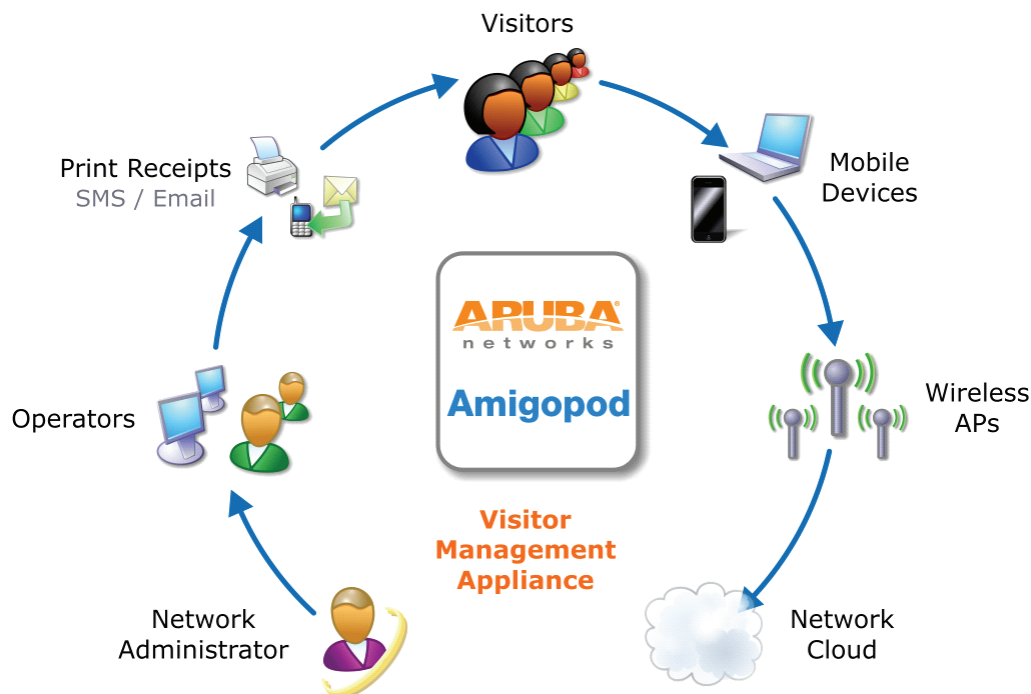 Visitors
Print Receipts
SMS / Email
Mobile
Devices
ARUBA®
networks
Amigopod
Operators
Wireless
APs
Visitor
Management
Appliance
Network
Administrator
Network
Cloud